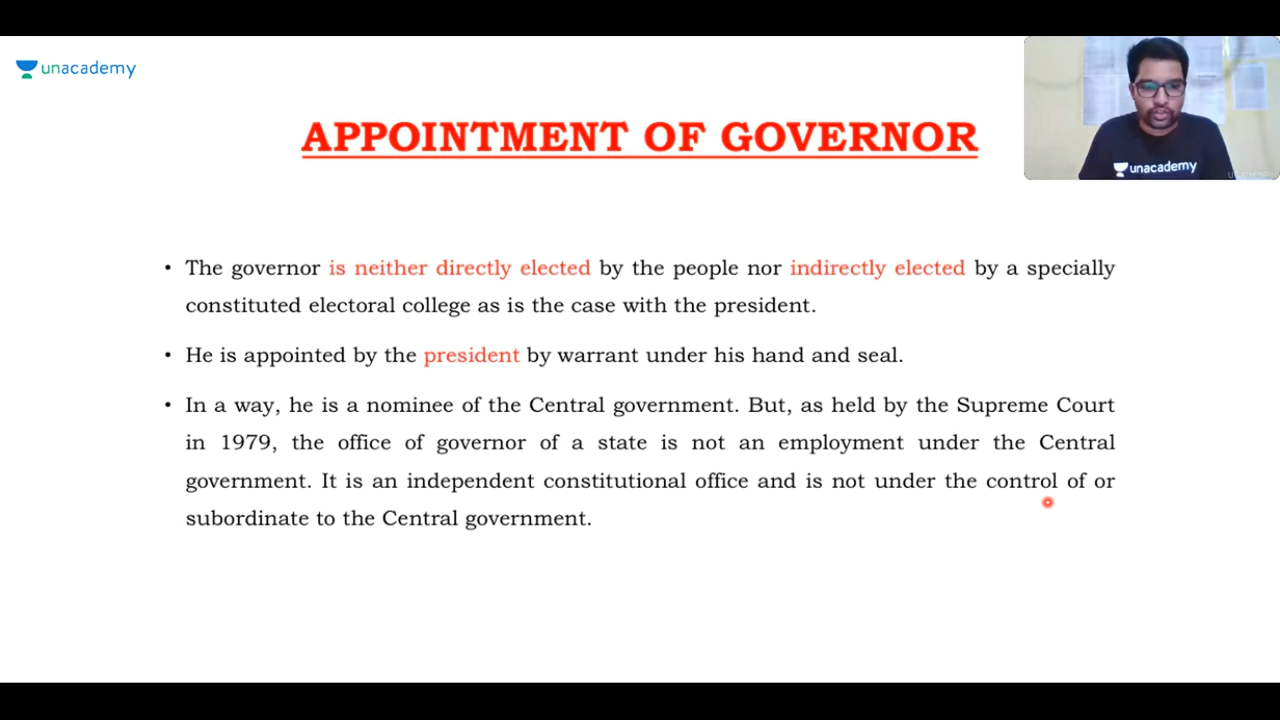 unacademy
APPOINTMENT OF GOVERNOR
unacademy
• The governor is neither directly elected by the people nor indirectly elected by a specially
constituted electoral college as is the case with the president.
• He is appointed by the president by warrant under his hand and seal.
• In a way, he is a nominee of the Central government. But, as held by the Supreme Court
in 1979, the office of governor of a state is not an employment under the Central
government. It is an independent constitutional office and is not under the control of or
subordinate to the Central government.